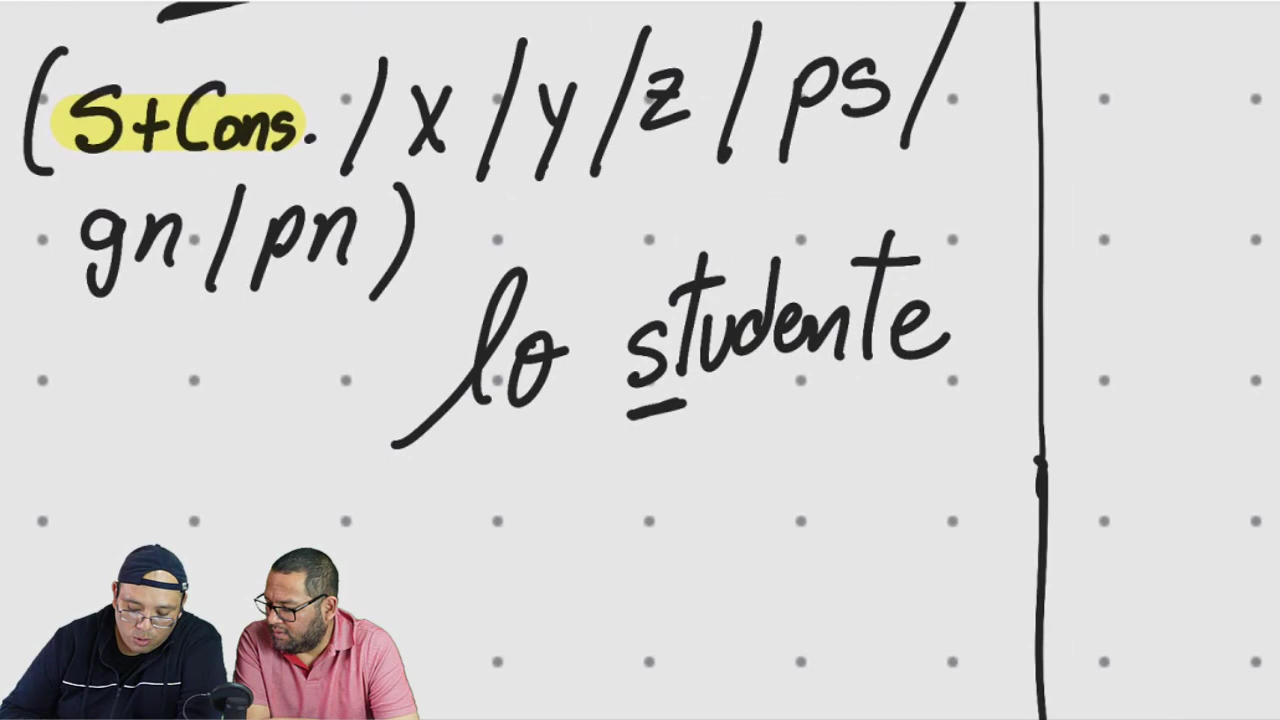 (S+Cons. / x / y / z / ps /
gn / pn)
lo studente